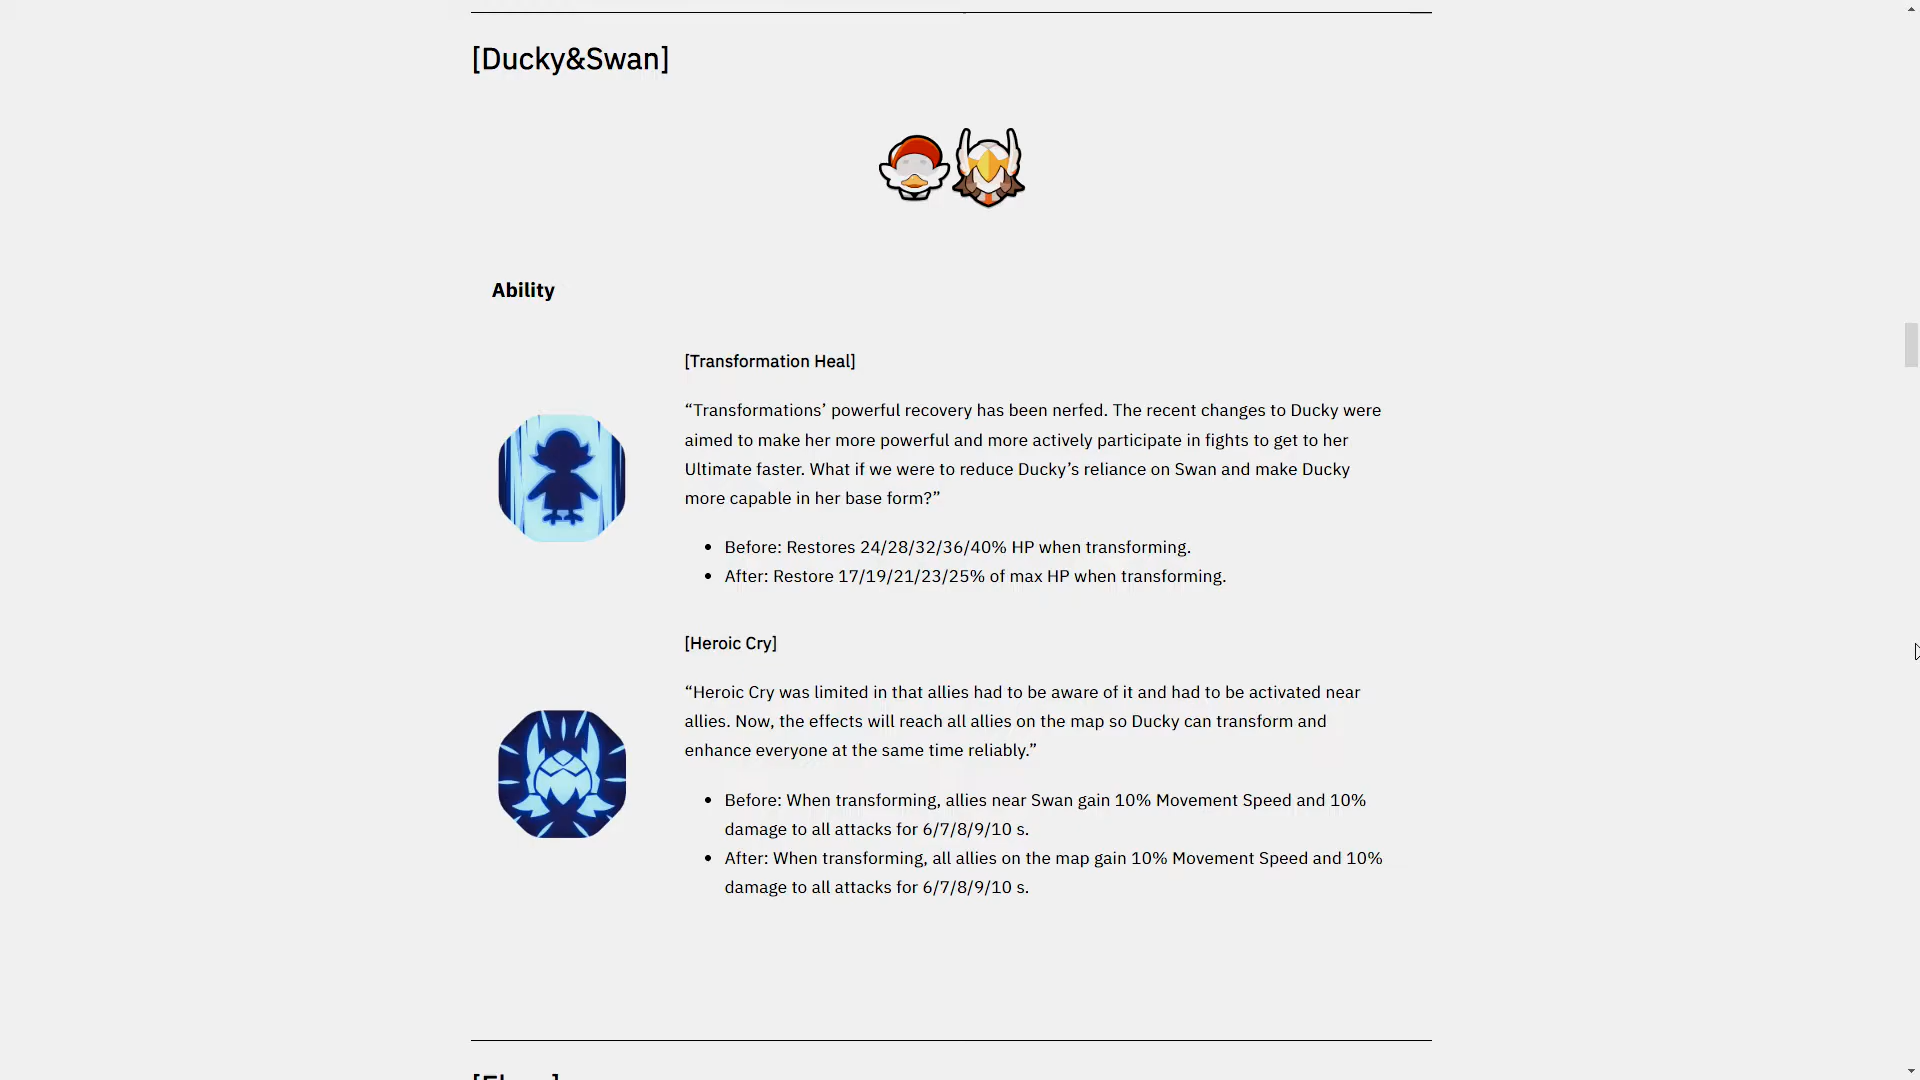 [Ducky&Swan]
Ability
[Transformation Heal]
“Transformations’ powerful recovery has been nerfed. The recent changes to Ducky were
aimed to make her more powerful and more actively participate in fights to get to her
Ultimate faster. What if we were to reduce Ducky’s reliance on Swan and make Ducky
more capable in her base form?”
• Before: Restores 24/28/32/36/40% HP when transforming.
• After: Restore 17/19/21/23/25% of max HP when transforming.
[Heroic Cry]
“Heroic Cry was limited in that allies had to be aware of it and had to be activated near
allies. Now, the effects will reach all allies on the map so Ducky can transform and
enhance everyone at the same time reliably.”
• Before: When transforming, allies near Swan gain 10% Movement Speed and 10%
damage to all attacks for 6/7/8/9/10 s.
• After: When transforming, all allies on the map gain 10% Movement Speed and 10%
damage to all attacks for 6/7/8/9/10 s.